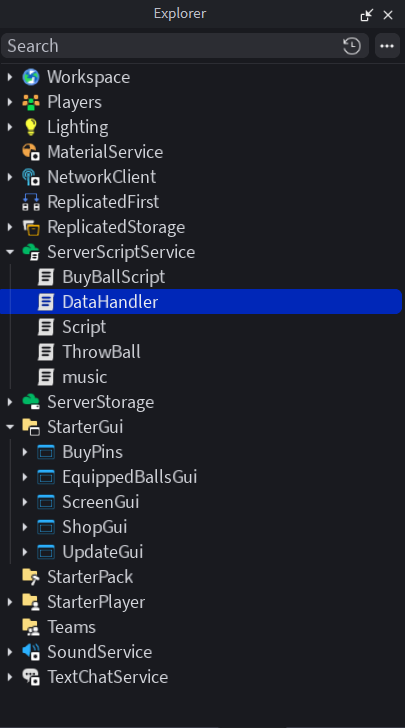 Explorer
Search
Workspace
Players
Lighting
MaterialService
NetworkClient
ReplicatedFirst
ReplicatedStorage
ServerScriptService
BuyBallScript
DataHandler
Script
ThrowBall
music
ServerStorage
StarterGui
BuyPins
EquippedBallsGui
ScreenGui
ShopGui
UpdateGui
StarterPack
StarterPlayer
Teams
SoundService
TextChatService